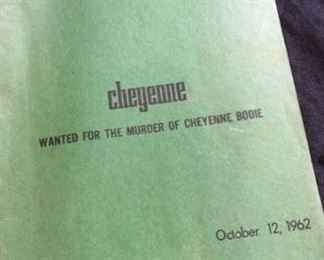 cheyenne
WANTED FOR THE MURDER OF CHEYENNE BODIE
October 12, 1962